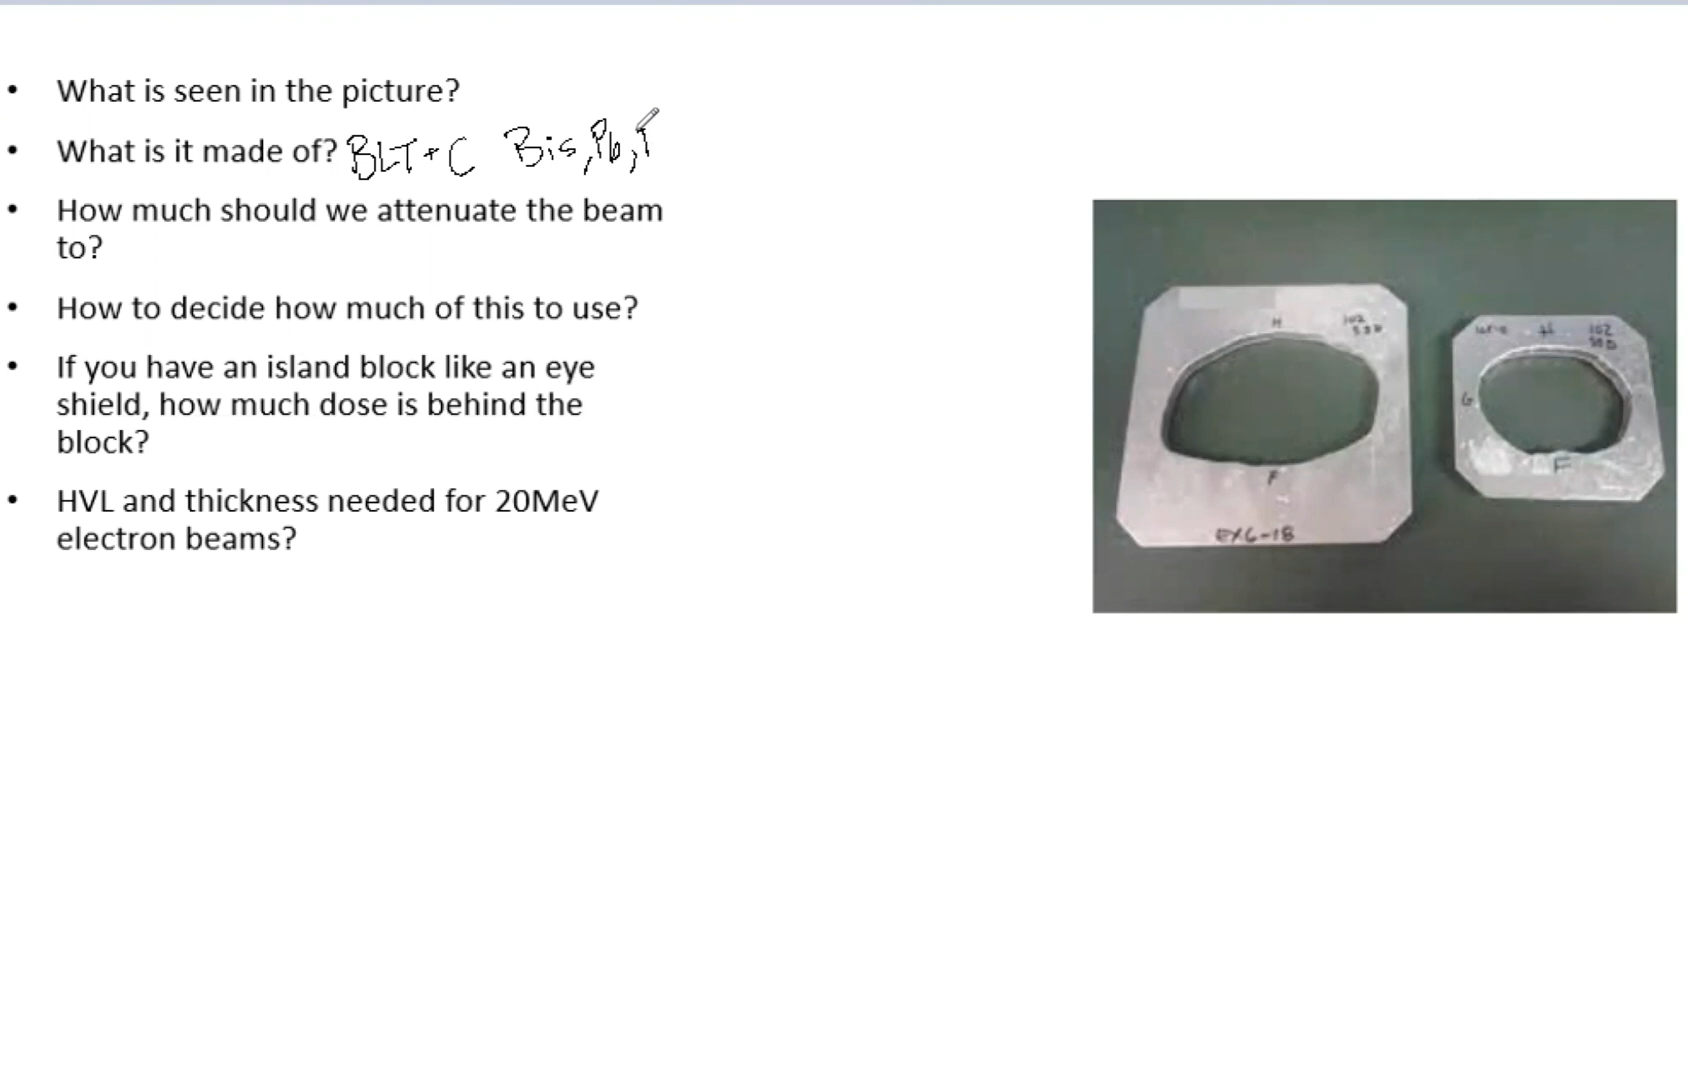 • What is seen in the picture?
• What is it made of? BLT + C Bis, Pb, T
• How much should we attenuate the beam
to?
• How to decide how much of this to use?
• If you have an island block like an eye
shield, how much dose is behind the
block?
• HVL and thickness needed for 20MeV
electron beams?
H
102
F
EX6-18
102
G
F